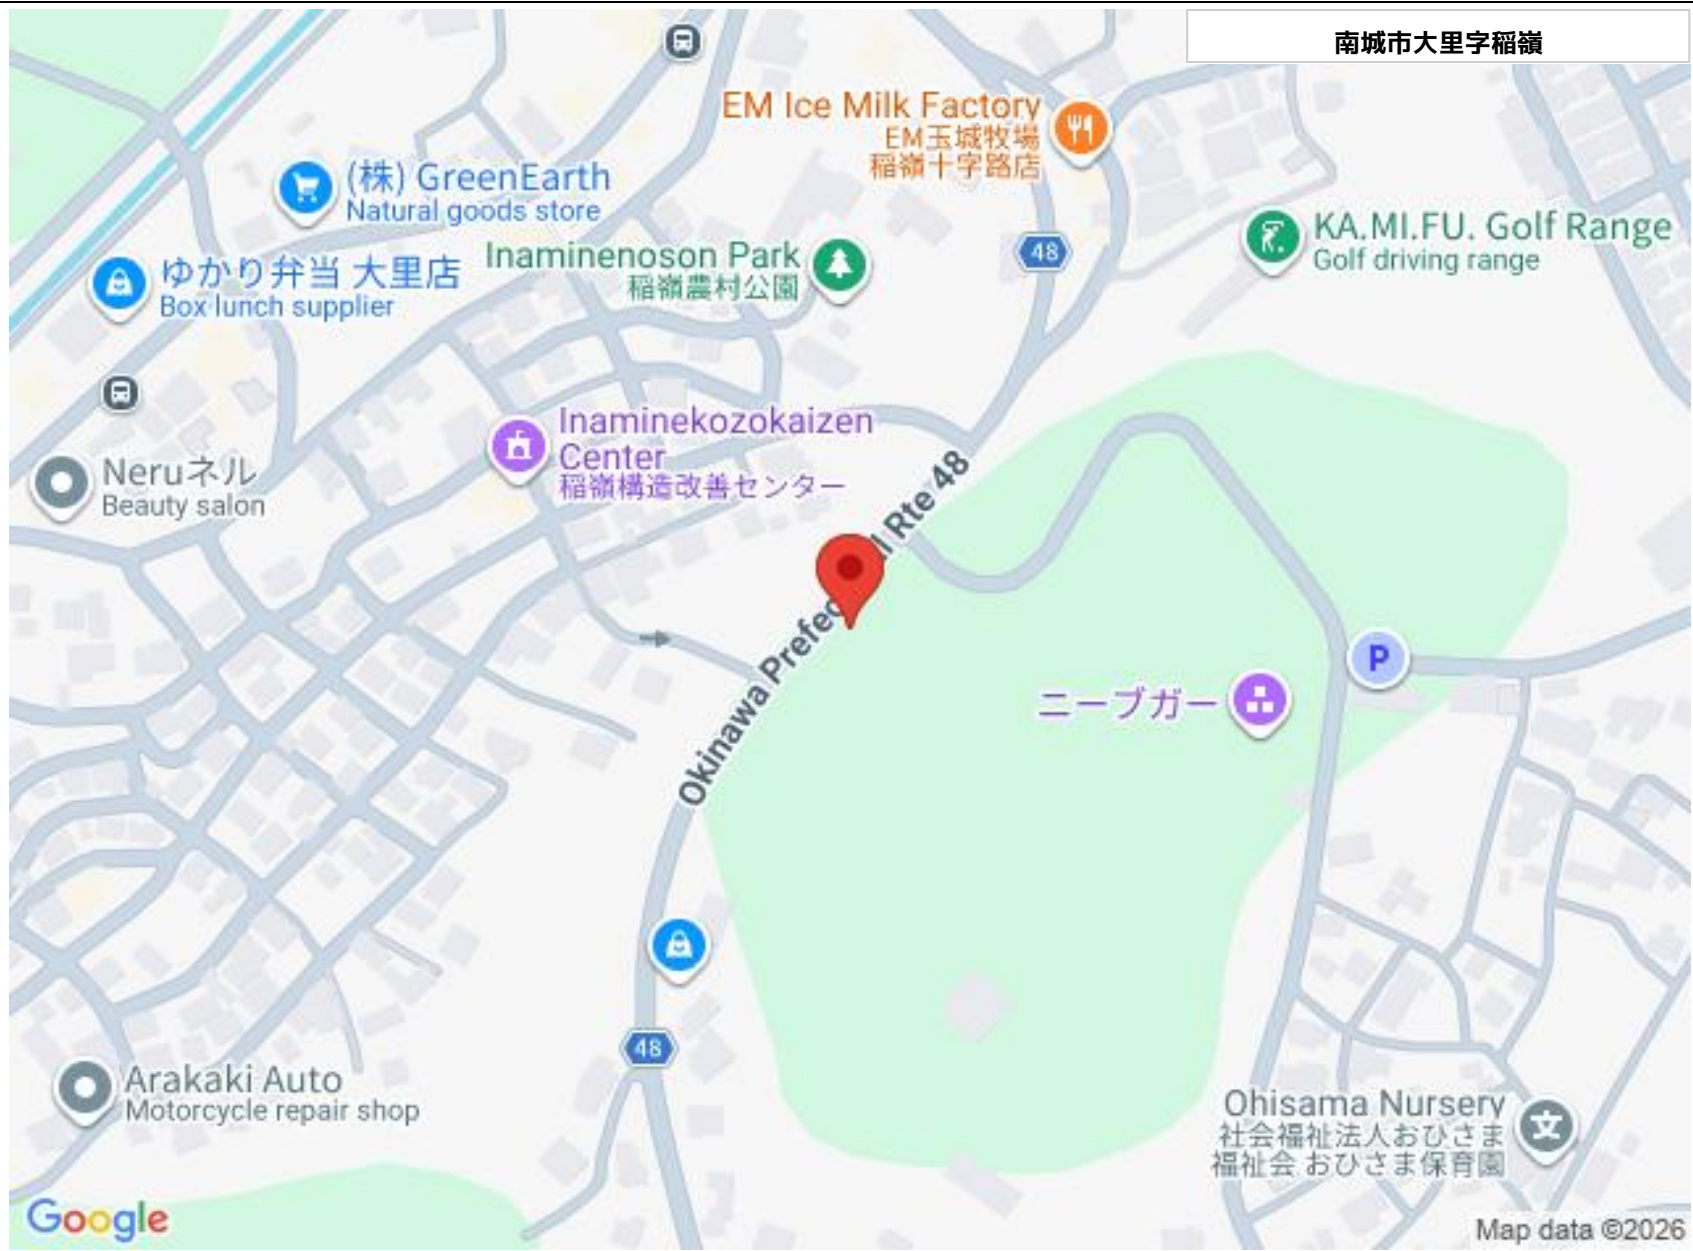 南城市大里字稲嶺
EM Ice Milk Factory
EM玉城牧場
稲嶺十字路店
(株) GreenEarth
Natural goods store
KA.MI.FU. Golf Range
Golf driving range
48
Inaminenoson Park
稲嶺農村公園
ゆかり弁当 大里店
Box lunch supplier
Inaminekozokaizen
Center
稲嶺構造改善センター
Neruネル
Beauty salon
Okinawa Prefec l Rte 48
P
ニーブガー
48
Arakaki Auto
Motorcycle repair shop
Ohisama Nursery
社会福祉法人おひさま
福祉会 おひさま保育園
文
Google
Map data ©2026